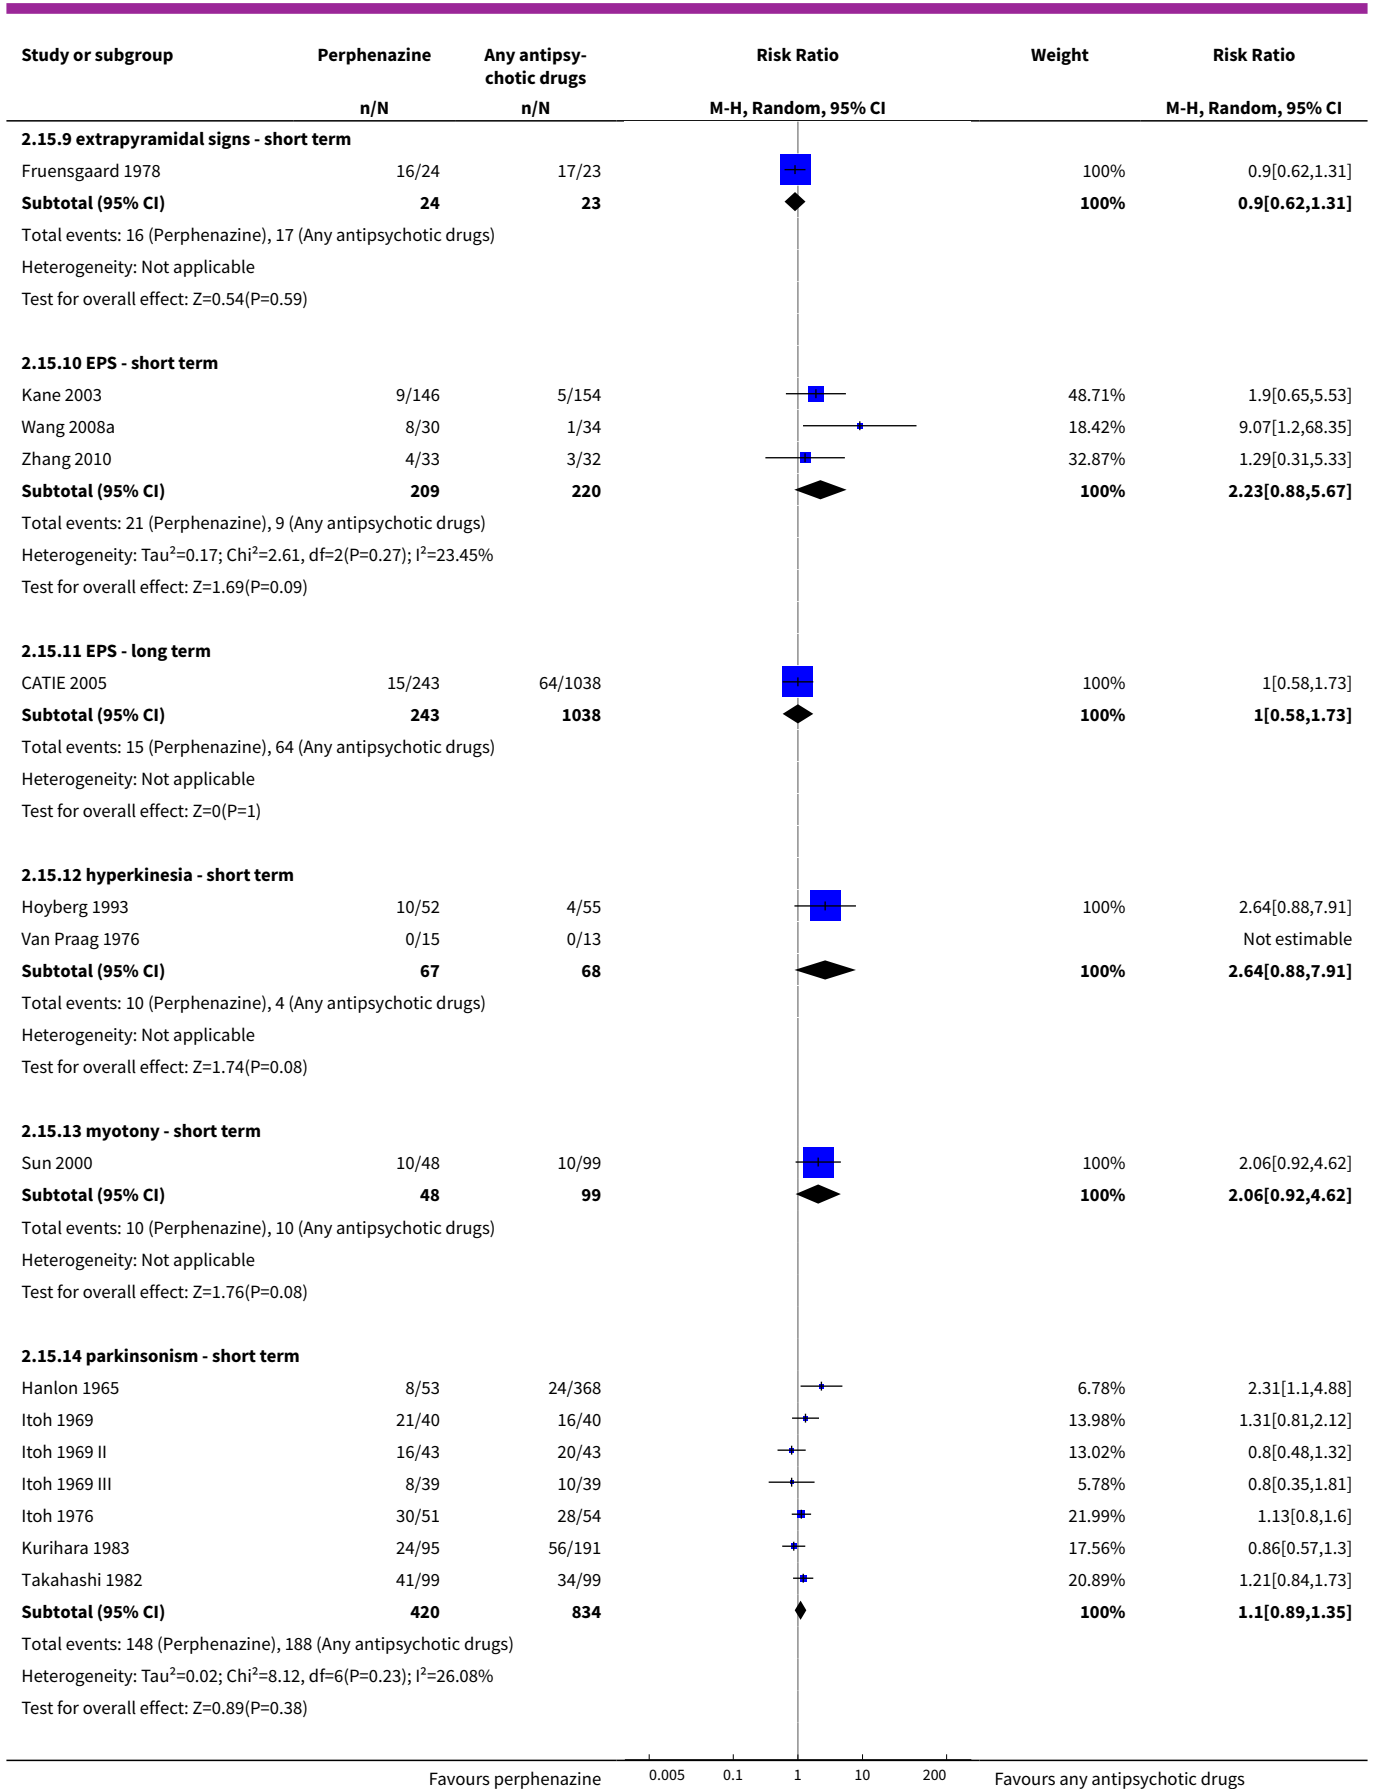 Study or subgroup Perphenazine Any antipsy- Risk Ratio Weight Risk Ratio
chotic drugs
n/N n/N M-H, Random, 95% CI M-H, Random, 95% CI
2.15.9 extrapyramidal signs - short term
Fruensgaard 1978 16/24 17/23 100% 0.9[0.62,1.31]
Subtotal (95% CI) 24 23 100% 0.9[0.62,1.31]
Total events: 16 (Perphenazine), 17 (Any antipsychotic drugs)
Heterogeneity: Not applicable
Test for overall effect: Z=0.54(P=0.59)
2.15.10 EPS - short term
Kane 2003 9/146 5/154 48.71% 1.9[0.65,5.53]
Wang 2008a 8/30 1/34 18.42% 9.07[1.2,68.35]
Zhang 2010 4/33 3/32 32.87% 1.29[0.31,5.33]
Subtotal (95% CI) 209 220 100% 2.23[0.88,5.67]
Total events: 21 (Perphenazine), 9 (Any antipsychotic drugs)
Heterogeneity: Tau²=0.17; Chi²=2.61, df=2(P=0.27); I²=23.45%
Test for overall effect: Z=1.69(P=0.09)
2.15.11 EPS - long term
CATIE 2005 15/243 64/1038 100% 1[0.58,1.73]
Subtotal (95% CI) 243 1038 100% 1[0.58,1.73]
Total events: 15 (Perphenazine), 64 (Any antipsychotic drugs)
Heterogeneity: Not applicable
Test for overall effect: Z=0(P=1)
2.15.12 hyperkinesia - short term
Hoyberg 1993 10/52 4/55 100% 2.64[0.88,7.91]
Van Praag 1976 0/15 0/13 Not estimable
Subtotal (95% CI) 67 68 100% 2.64[0.88,7.91]
Total events: 10 (Perphenazine), 4 (Any antipsychotic drugs)
Heterogeneity: Not applicable
Test for overall effect: Z=1.74(P=0.08)
2.15.13 myotony - short term
Sun 2000 10/48 10/99 100% 2.06[0.92,4.62]
Subtotal (95% CI) 48 99 100% 2.06[0.92,4.62]
Total events: 10 (Perphenazine), 10 (Any antipsychotic drugs)
Heterogeneity: Not applicable
Test for overall effect: Z=1.76(P=0.08)
2.15.14 parkinsonism - short term
Hanlon 1965 8/53 24/368 6.78% 2.31[1.1,4.88]
Itoh 1969 21/40 16/40 13.98% 1.31[0.81,2.12]
Itoh 1969 II 16/43 20/43 13.02% 0.8[0.48,1.32]
Itoh 1969 III 8/39 10/39 5.78% 0.8[0.35,1.81]
Itoh 1976 30/51 28/54 21.99% 1.13[0.8,1.6]
Kurihara 1983 24/95 56/191 17.56% 0.86[0.57,1.3]
Takahashi 1982 41/99 34/99 20.89% 1.21[0.84,1.73]
Subtotal (95% CI) 420 834 100% 1.1[0.89,1.35]
Total events: 148 (Perphenazine), 188 (Any antipsychotic drugs)
Heterogeneity: Tau²=0.02; Chi²=8.12, df=6(P=0.23); I²=26.08%
Test for overall effect: Z=0.89(P=0.38)
Favours perphenazine 0.005 0.1 1 10 200 Favours any antipsychotic drugs